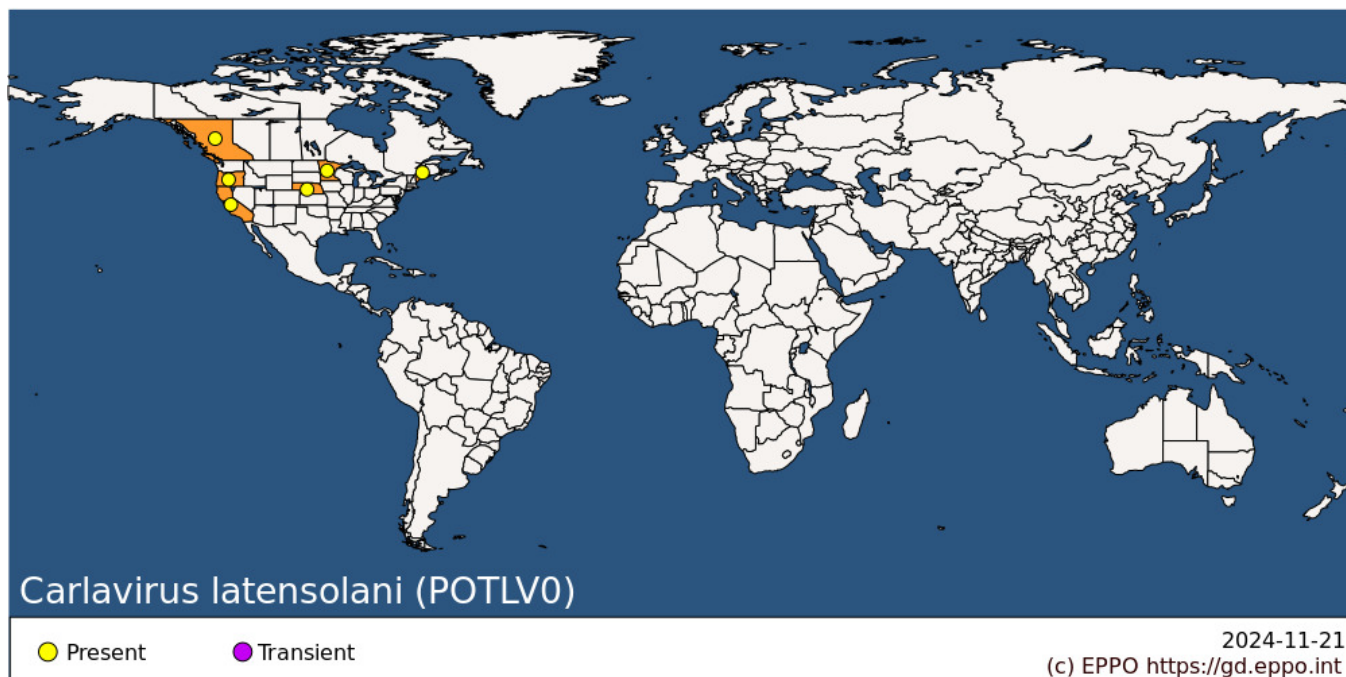 Carlavirus latensolani (POTLV0)
Present
Transient
2024-11-21
(c) EPPO https://gd.eppo.int